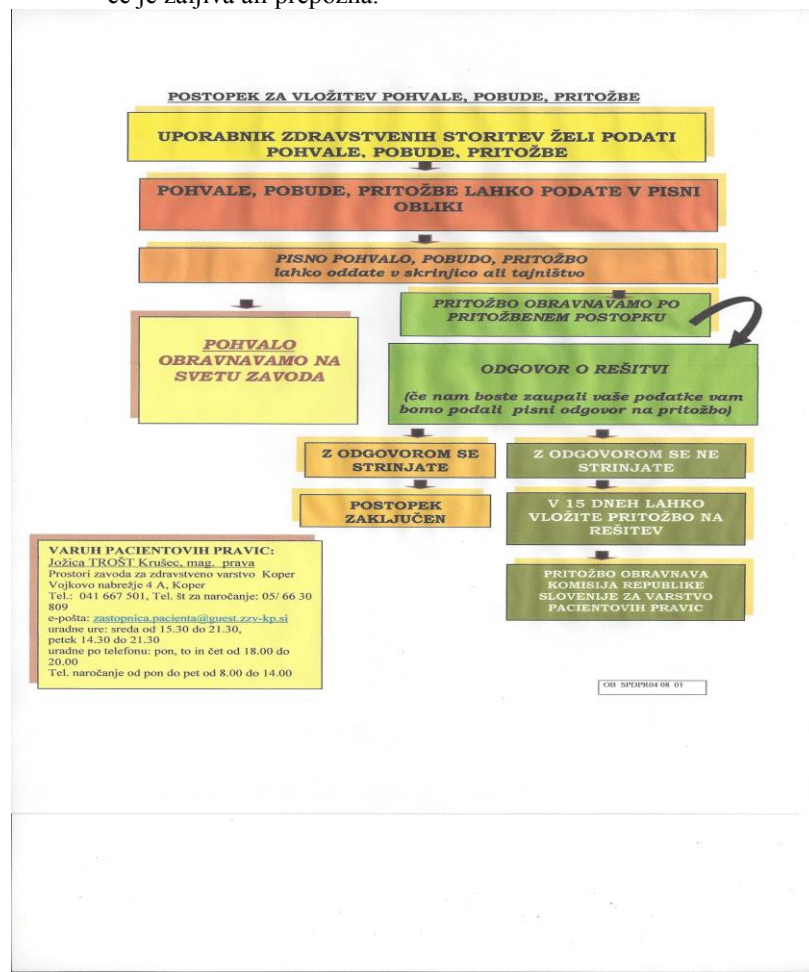 če je žaljiva ali prepozna.
POSTOPEK ZA VLOŽITEV POHVALE, POBUDE, PRITOŽBE
UPORABNIK ZDRAVSTVENIH STORITEV ŽELI PODATI
POHVALE, POBUDE, PRITOŽBE
POHVALE, POBUDE, PRITOŽBE LAHKO PODATE V PISNI
OBLIKI
PISNO POHVALO, POBUDO, PRITOŽBO
lahko oddate v skrinjico ali tajništvo
POHVALO
OBRAVNAVAMO NA
SVETU ZAVODA
PRITOŽBO OBRAVNAVAMO PO
PRITOŽBENEM POSTOPKU
ODGOVOR O REŠITVI
(če nam boste zaupali vaše podatke vam
bomo podali pisni odgovor na pritožbo)
Z ODGOVOROM SE
STRINJATE
POSTOPEK
ZAKLJUČEN
Z ODGOVOROM SE NE
STRINJATE
V 15 DNEH LAHKO
VLOŽITE PRITOŽBO NA
REŠITEV
PRITOŽBO OBRAVNAVA
KOMISIJA REPUBLIKE
SLOVENIJE ZA VARSTVO
PACIENTOVIH PRAVIC
VARUH PACIENTOVIH PRAVIC:
Jožica TROŠT Krušec, mag. prava
Prostori zavoda za zdravstveno varstvo Koper
Vojkovo nabrežje 4 A, Koper
Tel.: 041 667 501, Tel. št za naročanje: 05/ 66 30
809
e-pošta: zastopnica.pacienta@guest.zzv-kp.si
uradne ure: sreda od 15.30 do 21.30,
petek 14.30 do 21.30
uradne po telefonu: pon, to in čet od 18.00 do
20.00
Tel. naročanje od pon do pet od 8.00 do 14.00
OB SPDPR04 08 01